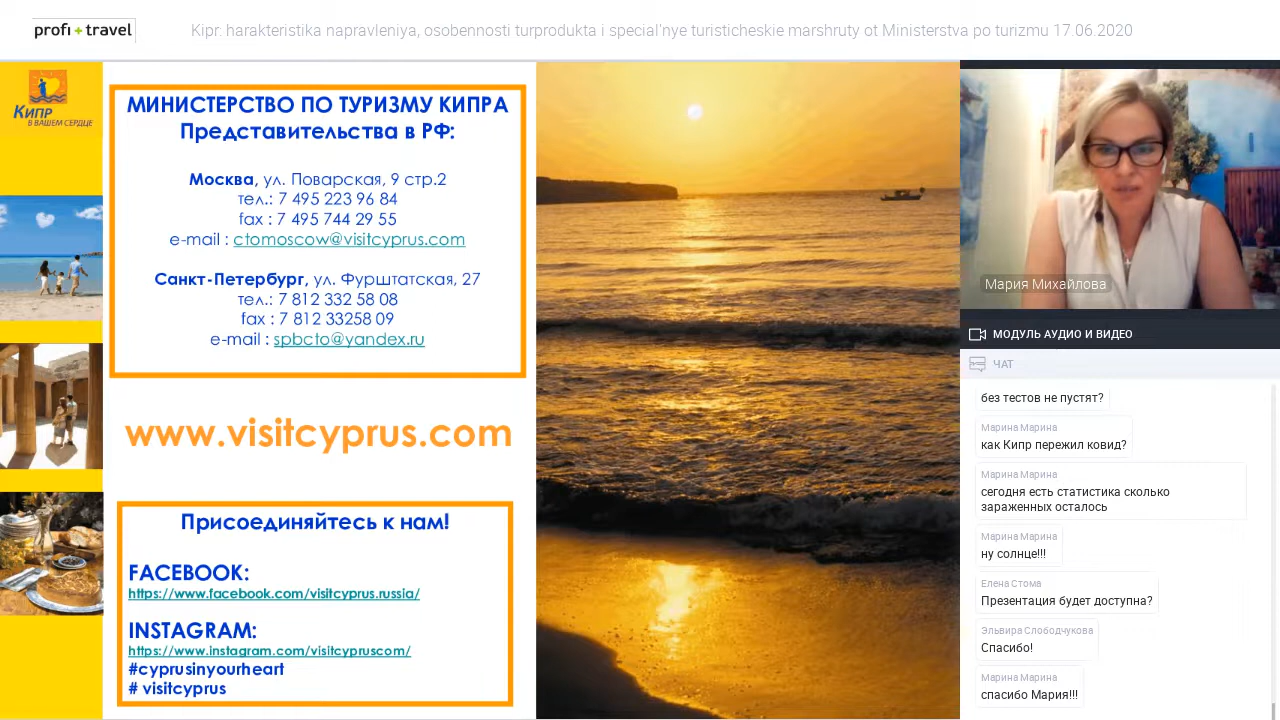 profi+travel
Kipr: harakteristika napravleniya, osobennosti turprodukta i special'nye turisticheskie marshruty ot Ministerstva po turizmu 17.06.2020
Кипр
В ВАШЕМ СЕРДЦЕ
МИНИСТЕРСТВО ПО ТУРИЗМУ КИПРА
Представительства в РФ:
Москва, ул. Поварская, 9 стр.2
тел.: 7 495 223 96 84
fax : 7 495 744 29 55
e-mail : ctomoscow@visitcyprus.com
Санкт-Петербург, ул. Фурштатская, 27
тел.: 7 812 332 58 08
fax : 7 812 33258 09
e-mail : spbcto@yandex.ru
www.visitcyprus.com
Присоединяйтесь к нам!
FACEBOOK:
https://www.facebook.com/visitcyprus.russia/
INSTAGRAM:
https://www.instagram.com/visitcypruscom/
#cyprusinyourheart
# visitcyprus
Мария Михайлова
МОДУЛЬ АУДИО И ВИДЕО
ЧАТ
без тестов не пустят?
Марина Марина
как Кипр пережил ковид?
Марина Марина
сегодня есть статистика сколько
зараженных осталось
Марина Марина
ну солнце!!!
Елена Стома
Презентация будет доступна?
Эльвира Слободчукова
Спасибо!
Марина Марина
спасибо Мария!!!